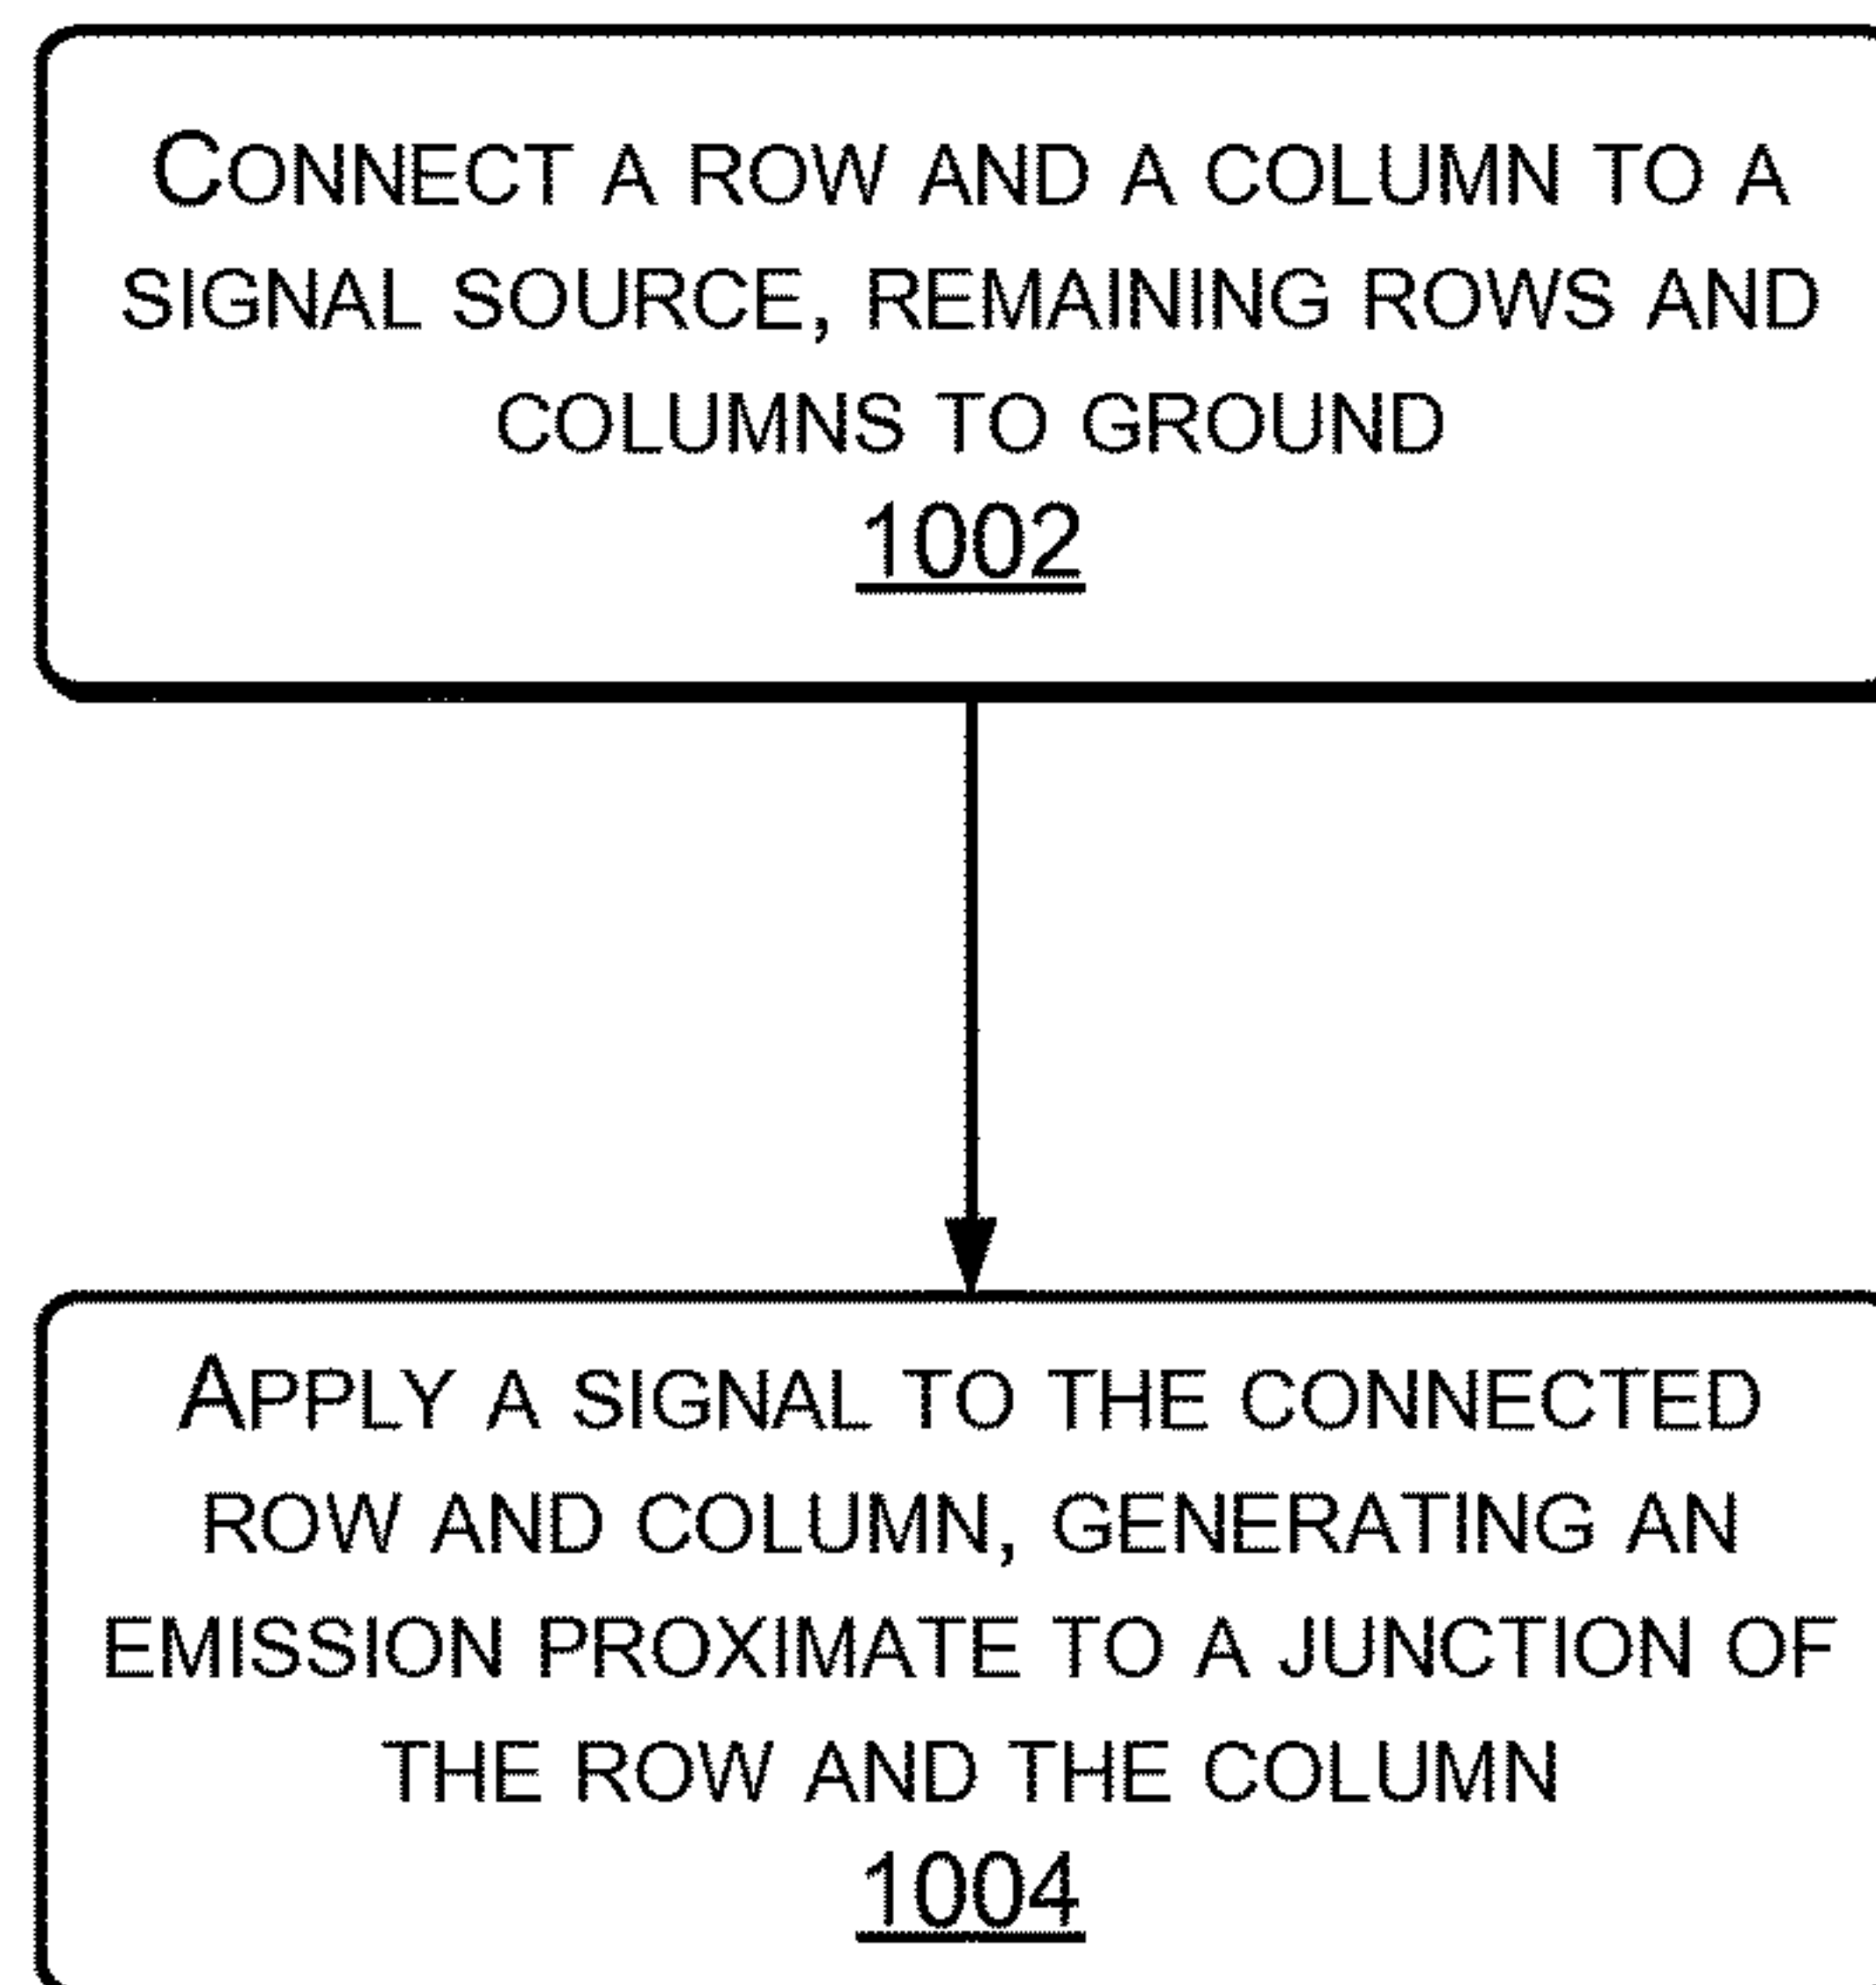 CONNECT A ROW AND A COLUMN TO A
SIGNAL SOURCE, REMAINING ROWS AND
COLUMNS TO GROUND
1002
APPLY A SIGNAL TO THE CONNECTED
ROW AND COLUMN, GENERATING AN
EMISSION PROXIMATE TO A JUNCTION OF
THE ROW AND THE COLUMN
1004